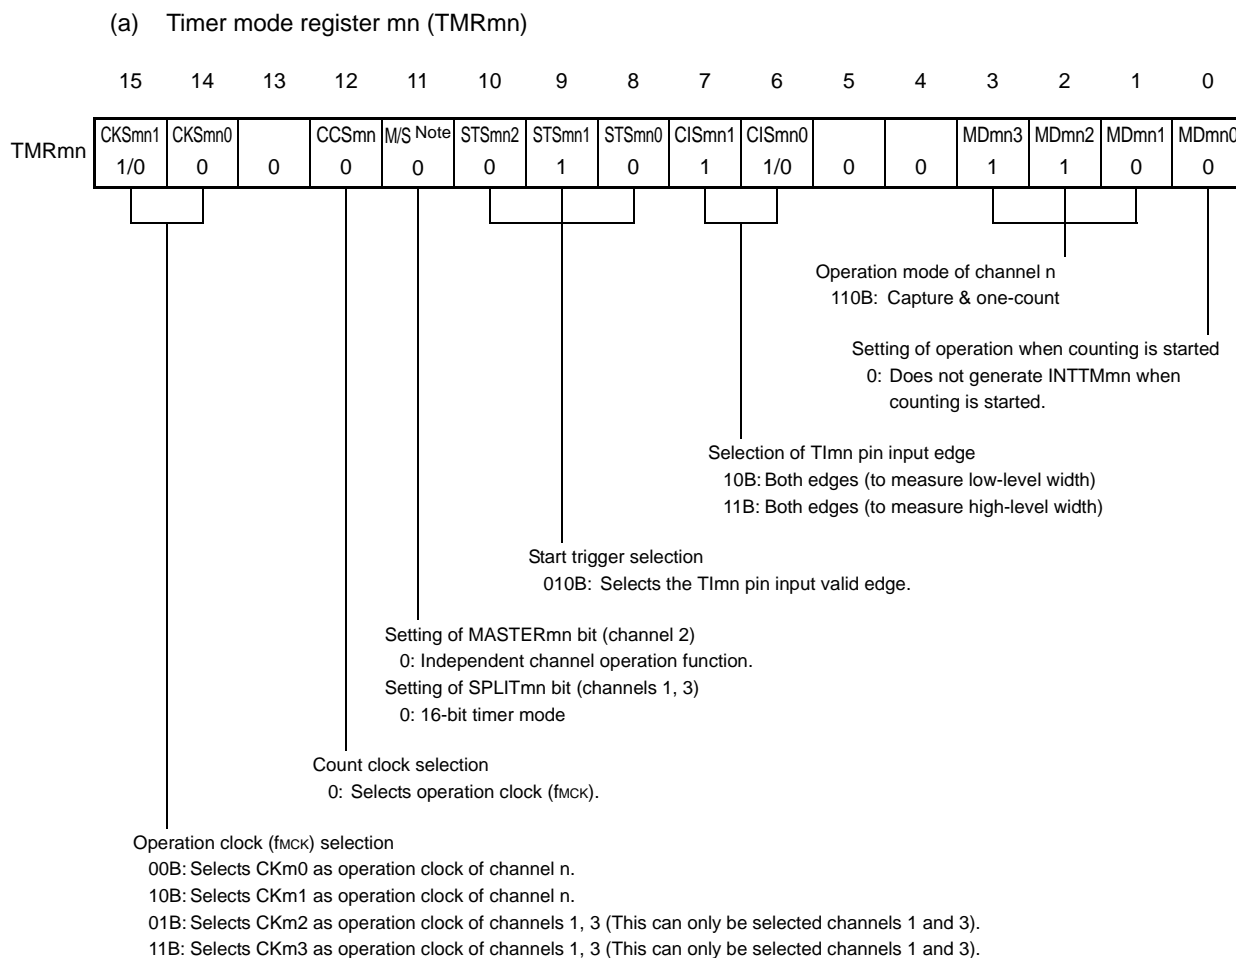 (a) Timer mode register mn (TMRmn)
15 14 13 12 11 10 9 8 7 6 5 4 3 2 1 0
TMRmn CKSmn1 CKSmn0 CCSmn M/S Note STSmn2 STSmn1 STSmn0 CISmn1 CISmn0 MDmn3 MDmn2 MDmn1 MDmn0
1/0 0 0 0 0 0 1 0 1 1/0 0 0 1 1 0 0
Operation mode of channel n
110B: Capture & one-count
Setting of operation when counting is started
0: Does not generate INTTMmn when
counting is started.
Selection of TImn pin input edge
10B: Both edges (to measure low-level width)
11B: Both edges (to measure high-level width)
Start trigger selection
010B: Selects the TImn pin input valid edge.
Setting of MASTERmn bit (channel 2)
0: Independent channel operation function.
Setting of SPLITmn bit (channels 1, 3)
0: 16-bit timer mode
Count clock selection
0: Selects operation clock (fMCK).
Operation clock (fMCK) selection
00B: Selects CKm0 as operation clock of channel n.
10B: Selects CKm1 as operation clock of channel n.
01B: Selects CKm2 as operation clock of channels 1, 3 (This can only be selected channels 1 and 3).
11B: Selects CKm3 as operation clock of channels 1, 3 (This can only be selected channels 1 and 3).